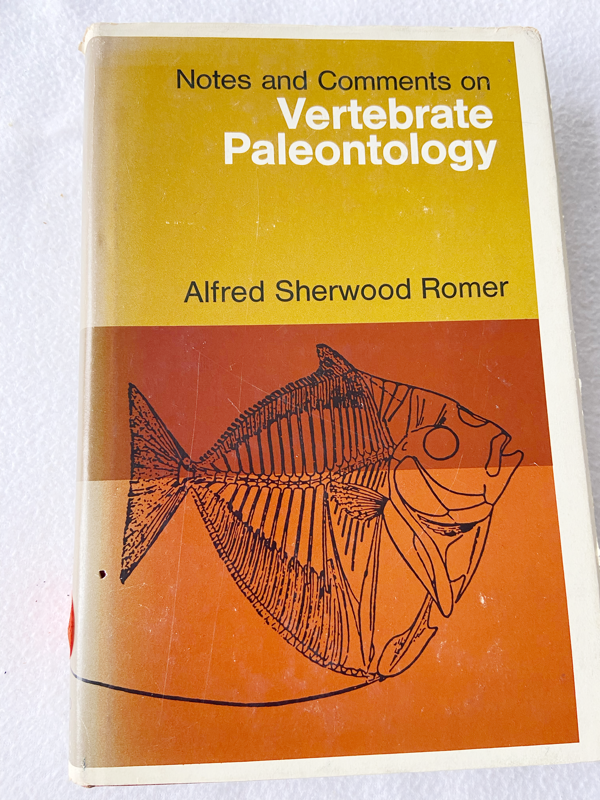 Notes and Comments on
Vertebrate
Paleontology
Alfred Sherwood Romer